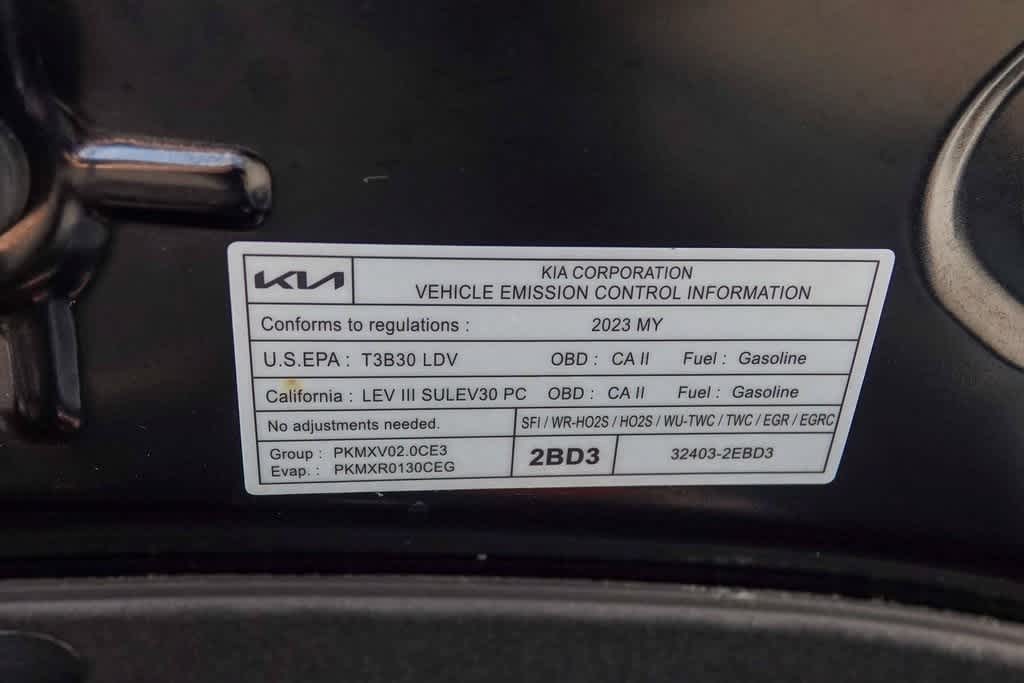 KIA
KIA CORPORATION
VEHICLE EMISSION CONTROL INFORMATION
Conforms to regulations : 2023 MY
U.S.EPA : T3B30 LDV OBD : CA II Fuel : Gasoline
California : LEV III SULEV30 PC OBD : CA II Fuel : Gasoline
No adjustments needed. SFI / WR-HO2S / HO2S / WU-TWC / TWC / EGR / EGRC
Group : PKMXV02.0CE3
Evap. : PKMXR0130CEG
2BD3 32403-2EBD3